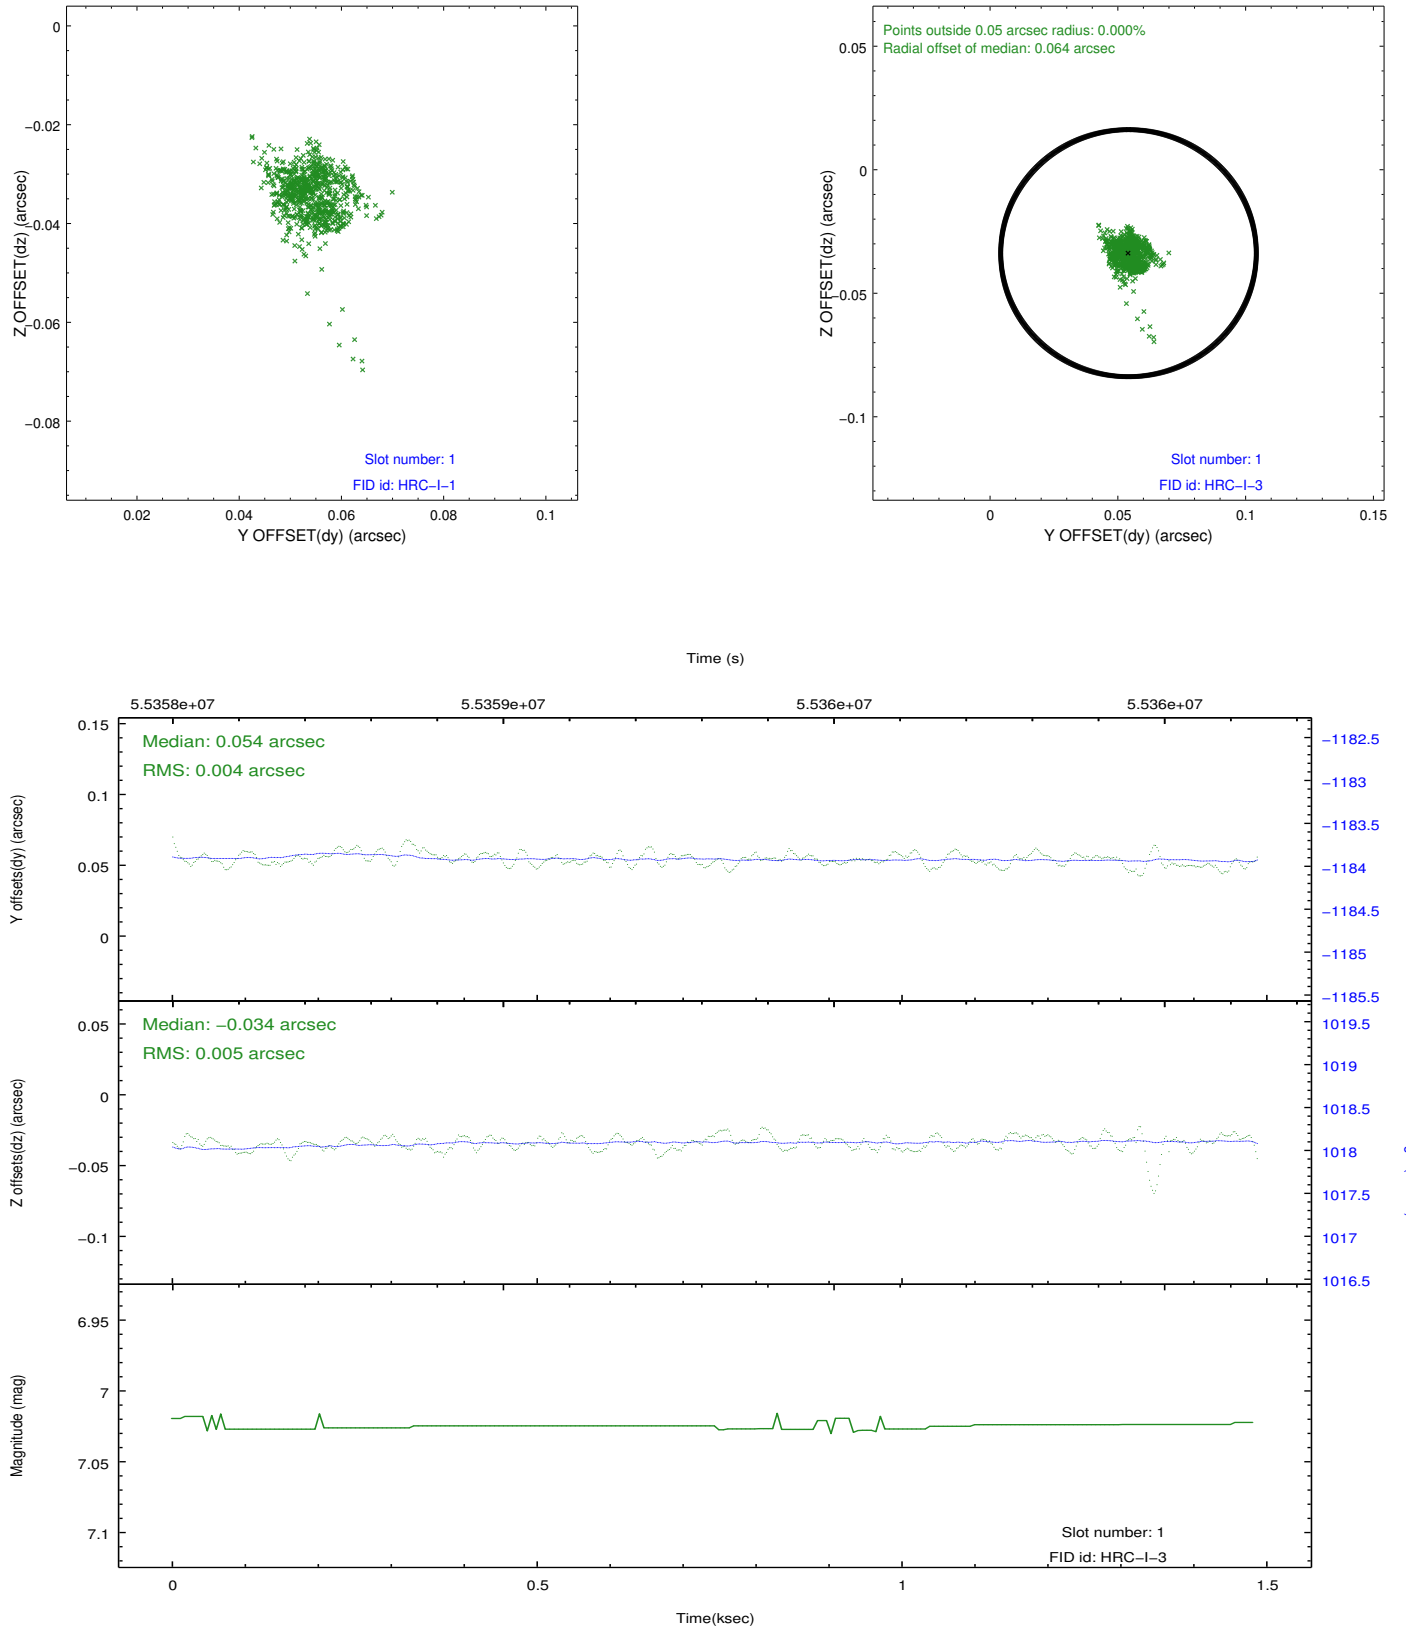 0
−0.02
−0.04
−0.06
−0.08
Z OFFSET(dz) (arcsec)
Slot number: 1
FID id: HRC−I−1
0.02
0.04
0.06
0.08
0.1
Y OFFSET(dy) (arcsec)
Points outside 0.05 arcsec radius: 0.000%
Radial offset of median: 0.064 arcsec
0.05
0
−0.05
−0.1
Z OFFSET(dz) (arcsec)
Slot number: 1
FID id: HRC−I−3
0
0.05
0.1
0.15
Y OFFSET(dy) (arcsec)
Time (s)
5.5358e+07
5.5359e+07
5.536e+07
5.536e+07
Median: 0.054 arcsec
RMS: 0.004 arcsec
0.15
0.1
0.05
0
Y offsets(dy) (arcsec)
−1182.5
−1183
−1183.5
−1184
−1184.5
−1185
−1185.5
Median: −0.034 arcsec
RMS: 0.005 arcsec
0.05
0
−0.05
−0.1
Z offsets(dz) (arcsec)
1019.5
1019
1018.5
1018
1017.5
1017
1016.5
6.95
7
7.05
7.1
Magnitude (mag)
Slot number: 1
FID id: HRC−I−3
0
0.5
1
1.5
Time(ksec)